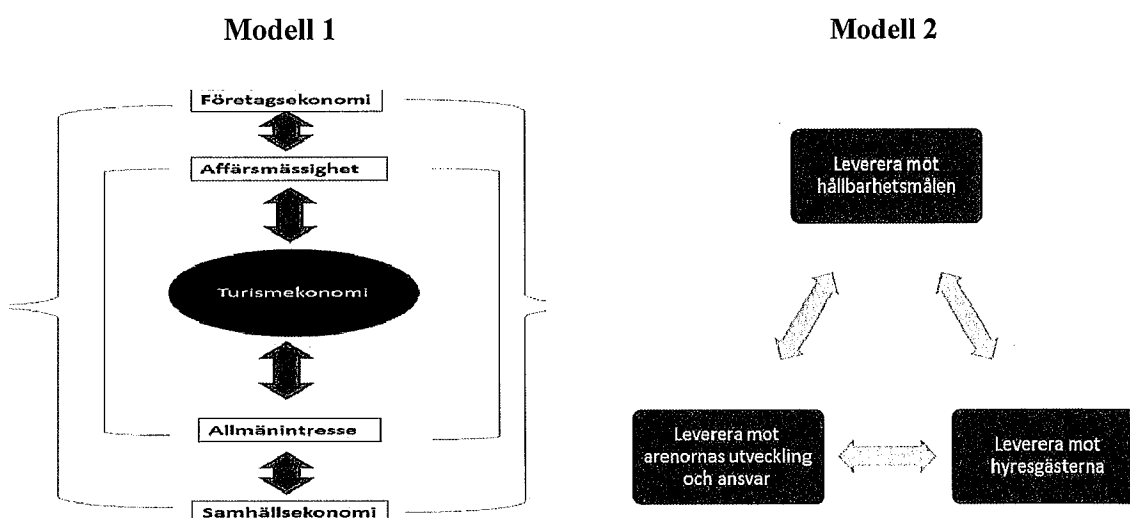 Modell 1
Företagsekonomi
Affärsmässighet
Turismekonomi
Allmänintresse
Samhällsekonomi
Modell 2
Leverera mot
hållbarhetsmålen
Leverera mot
arenornas utveckling
och ansvar
Leverera mot
hyresgästerna